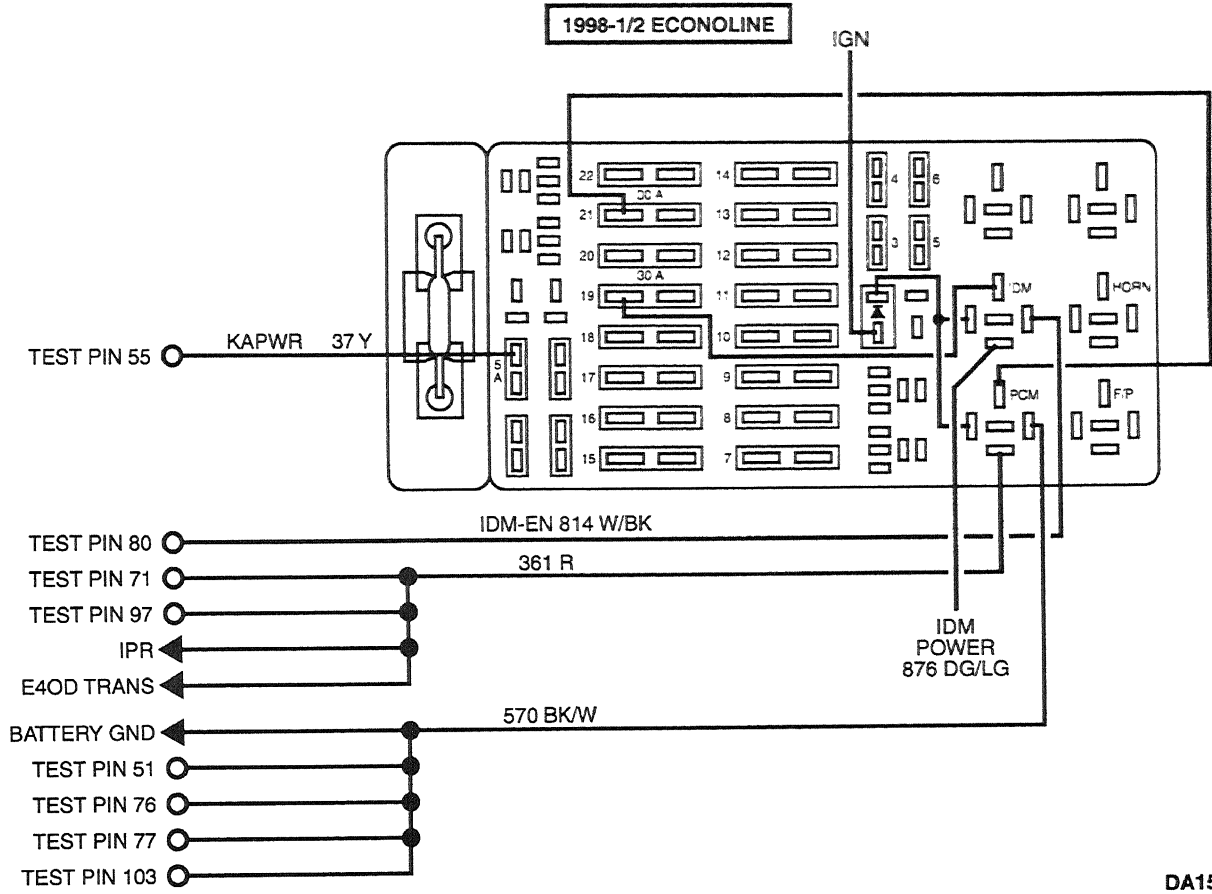 1998-1/2 ECONOLINE
IGN
22
14
4
6
30 A
21
13
20
12
3
5
30 A
19
11
IDM
HORN
18
10
TEST PIN 55
KAPWR 37 Y
5
A
17
9
PCM
F/P
16
8
15
7
TEST PIN 80
IDM-EN 814 W/BK
TEST PIN 71
361 R
TEST PIN 97
IPR
E4OD TRANS
IDM
POWER
876 DG/LG
BATTERY GND
570 BK/W
TEST PIN 51
TEST PIN 76
TEST PIN 77
TEST PIN 103